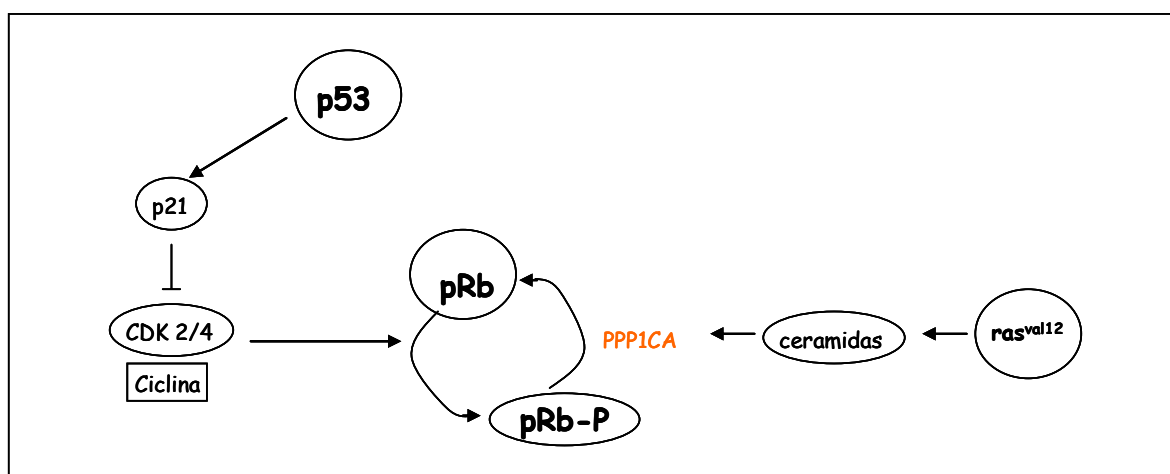 p53
p21
pRb
CDK 2/4
PPP1CA
ceramidas
ras^val12
Ciclina
pRb-P